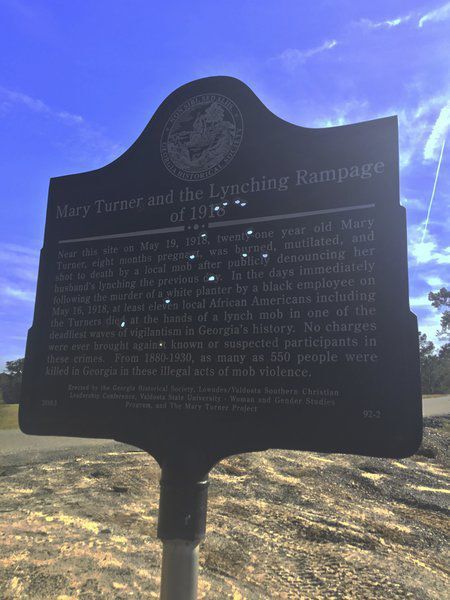 NON SIBI, SED ALIIS
GEORGIA HISTORICAL SOCIETY
Mary Turner and the Lynching Rampage
of 1918
Near this site on May 19, 1918, twenty-one year old Mary
Turner, eight months pregnant, was burned, mutilated, and
shot to death by a local mob after publicly denouncing her
husband's lynching the previous day. In the days immediately
following the murder of a white planter by a black employee on
May 16, 1918, at least eleven local African Americans including
the Turners died at the hands of a lynch mob in one of the
deadliest waves of vigilantism in Georgia's history. No charges
were ever brought against known or suspected participants in
these crimes. From 1880-1930, as many as 550 people were
killed in Georgia in these illegal acts of mob violence.
Erected by the Georgia Historical Society, Lowndes/Valdosta Southern Christian
Leadership Conference, Valdosta State University - Women and Gender Studies
Program, and The Mary Turner Project
92-2